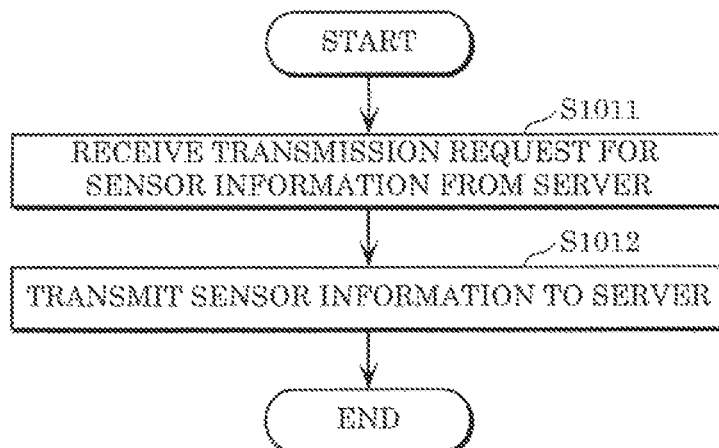 START
S1011
RECEIVE TRANSMISSION REQUEST FOR
SENSOR INFORMATION FROM SERVER
S1012
TRANSMIT SENSOR INFORMATION TO SERVER
END